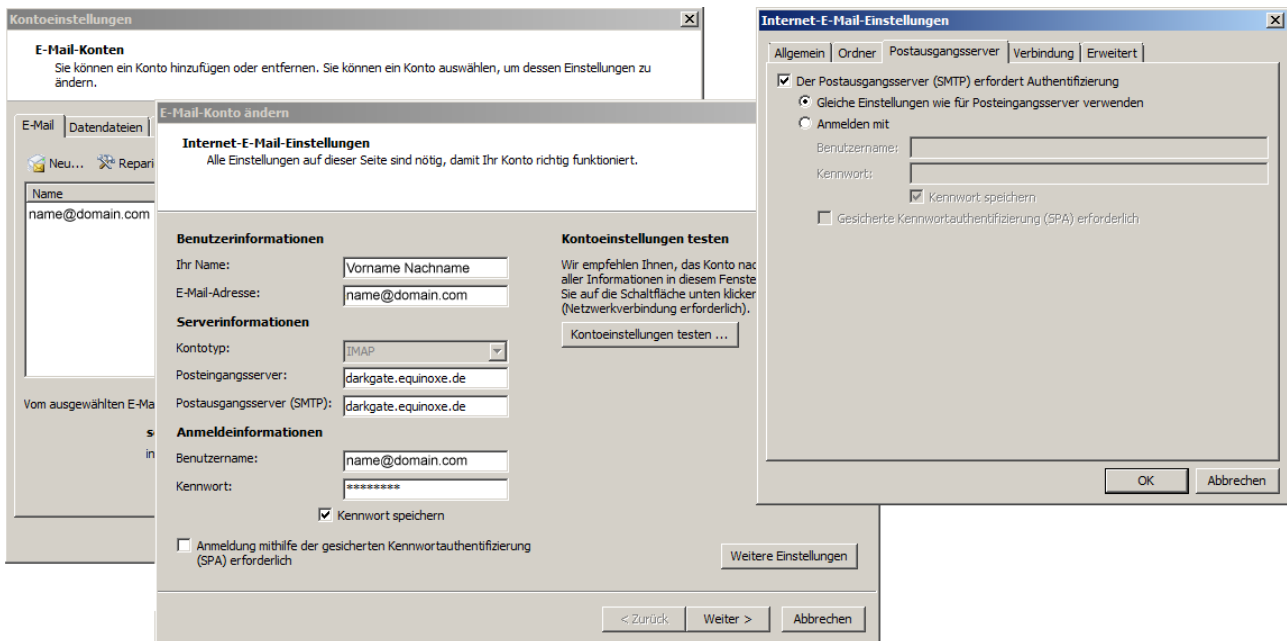 Kontoeinstellungen
E-Mail-Konten
Sie können ein Konto hinzufügen oder entfernen. Sie können ein Konto auswählen, um dessen Einstellungen zu
ändern.
E-Mail
Datendateien
Neu...
Name
name@domain.com
Vom ausgewählten
E-Mail-Konto ändern
Internet-E-Mail-Einstellungen
Alle Einstellungen auf dieser Seite sind nötig, damit Ihr Konto richtig funktioniert.
Benutzerinformationen
Ihr Name:
Vorname Nachname
E-Mail-Adresse:
name@domain.com
Serverinformationen
Kontotyp:
IMAP
Posteingangsserver:
darkgate.equinoxe.de
Postausgangsserver (SMTP):
darkgate.equinoxe.de
Anmeldeinformationen
Benutzername:
name@domain.com
Kennwort:
********
Kennwort speichern
Anmeldung mithilfe der gesicherten Kennwortauthentifizierung
(SPA) erforderlich
Kontoeinstellungen testen
Wir empfehlen Ihnen, das Konto
aller Informationen in diesem
Sie auf die Schaltfläche unten
(Netzwerkverbindung erforderlich).
Kontoeinstellungen testen ...
Weitere Einstellungen
< Zurück
Weiter >
Abbrechen
Internet-E-Mail-Einstellungen
Allgemein
Ordner
Postausgangsserver
Verbindung
Erweitert
Der Postausgangsserver (SMTP) erfordert Authentifizierung
Gleiche Einstellungen wie für Posteingangsserver verwenden
Anmelden mit
Benutzername:
Kennwort:
Kennwort speichern
Gesicherte Kennwortauthentifizierung (SPA) erforderlich
OK
Abbrechen